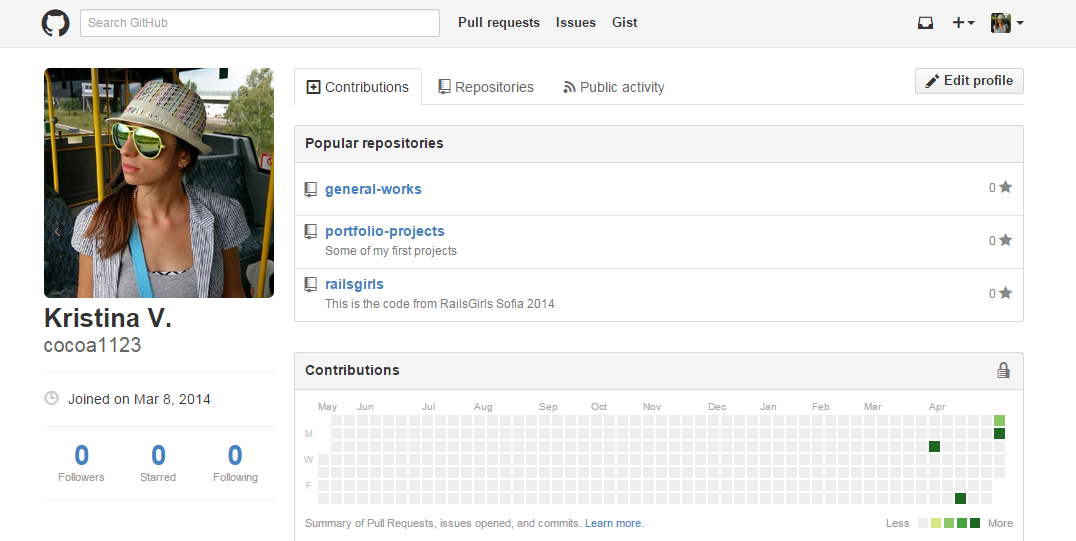 Search GitHub
Pull requests Issues Gist
Contributions Repositories Public activity
Edit profile
Popular repositories
general-works
0
portfolio-projects
Some of my first projects
0
railsgirls
This is the code from RailsGirls Sofia 2014
0
Kristina V.
cocoa1123
Joined on Mar 8, 2014
0 0 0
Followers Starred Following
Contributions
May Jun Jul Aug Sep Oct Nov Dec Jan Feb Mar Apr
M
W
F
Summary of Pull Requests, issues opened, and commits. Learn more.
Less More